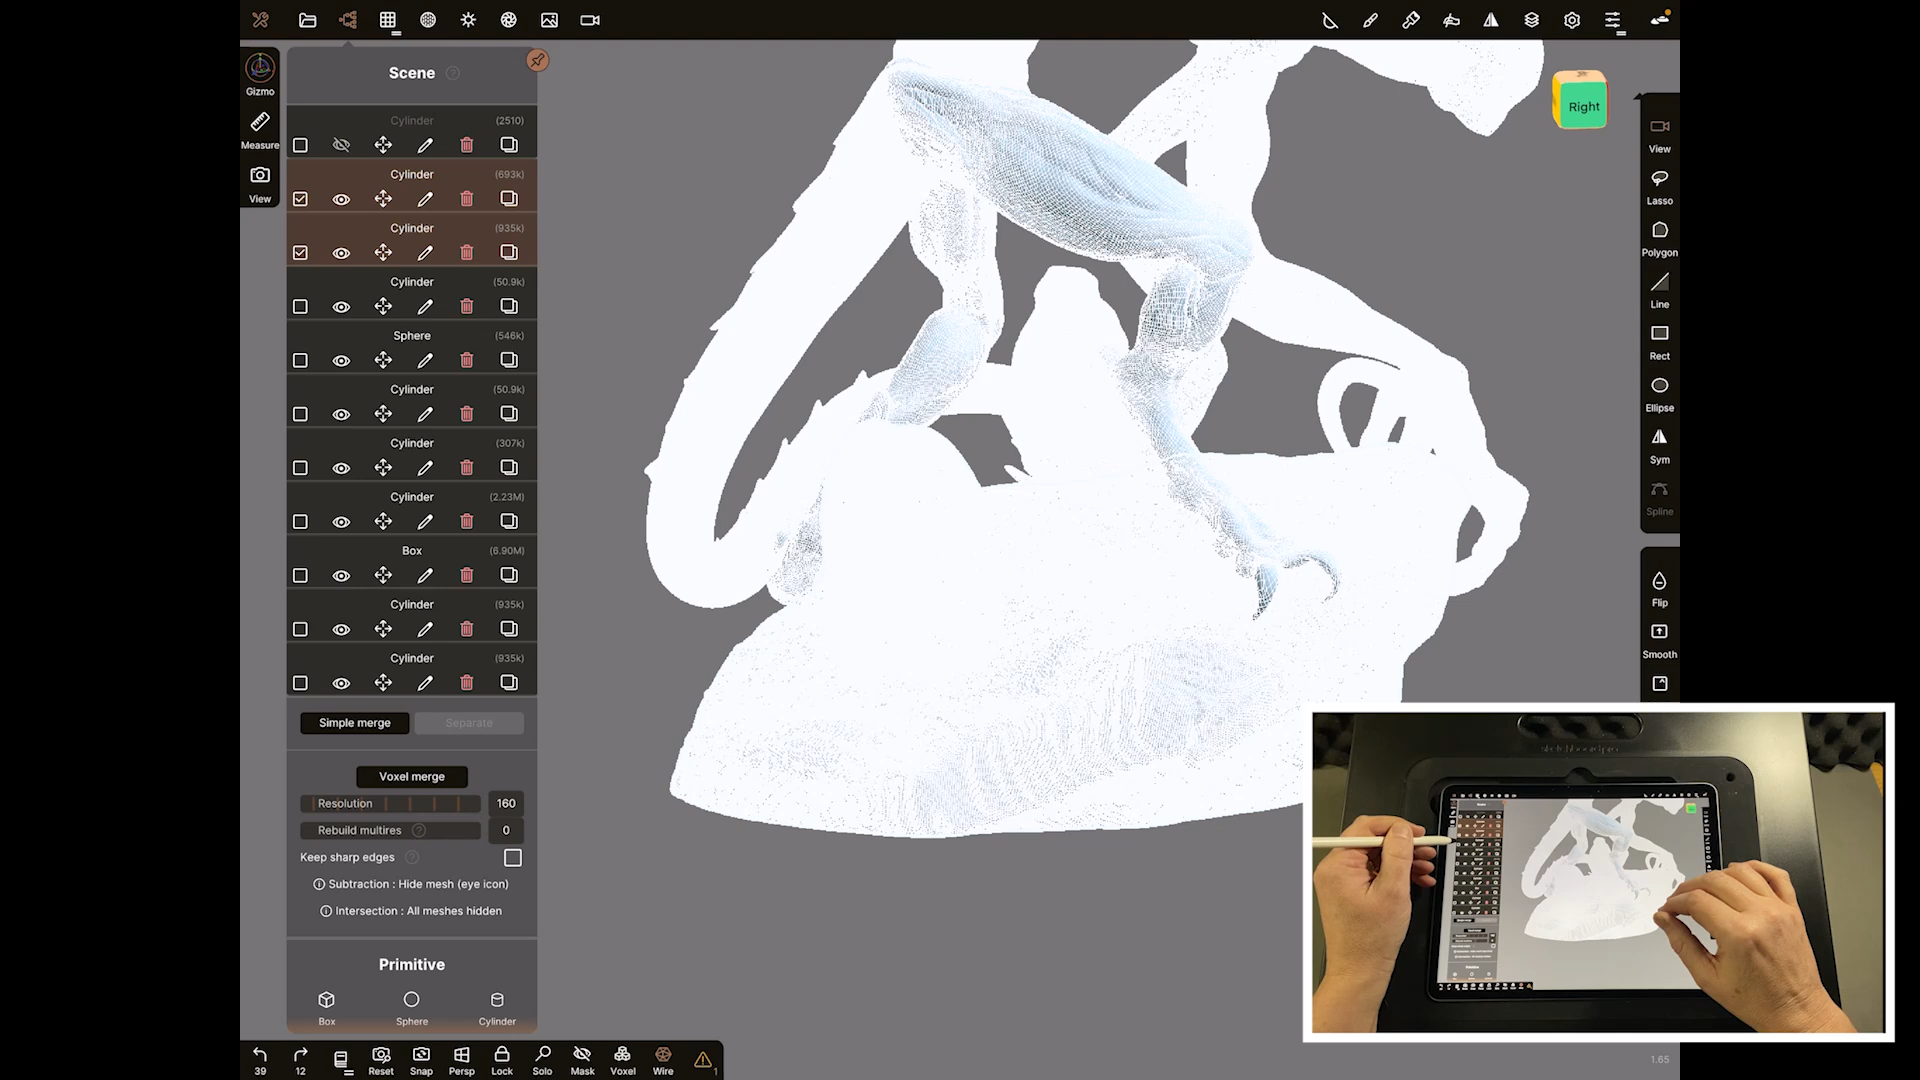 Gizmo
Measure
View
Scene
Cylinder (2510)
Cylinder (693k)
Cylinder (935k)
Cylinder (50.9k)
Sphere (546k)
Cylinder (50.9k)
Cylinder (307k)
Cylinder (2.23M)
Box (6.90M)
Cylinder (935k)
Cylinder (935k)
Simple merge Separate
Voxel merge
Resolution 160
Rebuild multires ? 0
Keep sharp edges ?
Subtraction : Hide mesh (eye icon)
Intersection : All meshes hidden
Primitive
Box Sphere Cylinder
39 12 Reset Snap Persp Lock Solo Mask Voxel Wire 1
Right
View
Lasso
Polygon
Line
Rect
Ellipse
Sym
Spline
Flip
Smooth
1.65